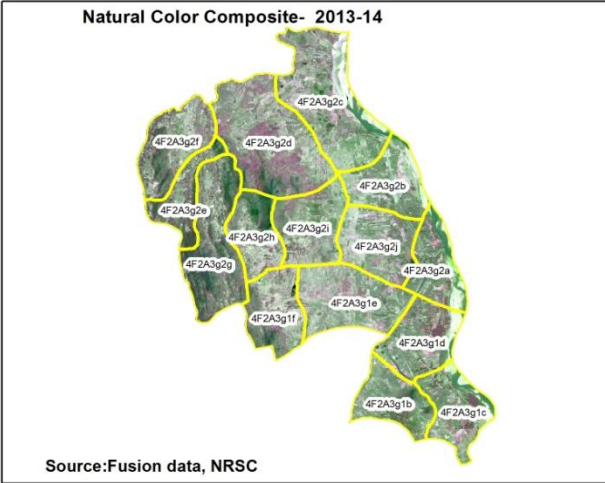 Natural Color Composite- 2013-14
4F2A3g2c
4F2A3g2f
4F2A3g2d
4F2A3g2b
4F2A3g2e
4F2A3g2i
4F2A3g2h
4F2A3g2j
4F2A3g2g
4F2A3g2a
4F2A3g1e
4F2A3g1f
4F2A3g1d
4F2A3g1b
4F2A3g1c
Source:Fusion data, NRSC